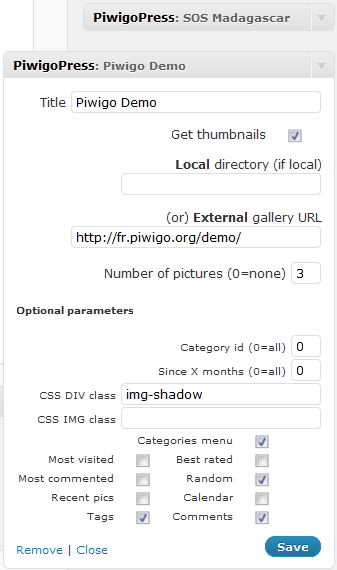 PiwigoPress: SOS Madagascar
PiwigoPress: Piwigo Demo
Title Piwigo Demo
Get thumbnails
Local directory (if local)
(or) External gallery URL
http://fr.piwigo.org/demo/
Number of pictures (0=none) 3
Optional parameters
Category id (0=all) 0
Since X months (0=all) 0
CSS DIV class img-shadow
CSS IMG class
Categories menu
Most visited Best rated
Most commented Random
Recent pics Calendar
Tags Comments
Remove | Close Save